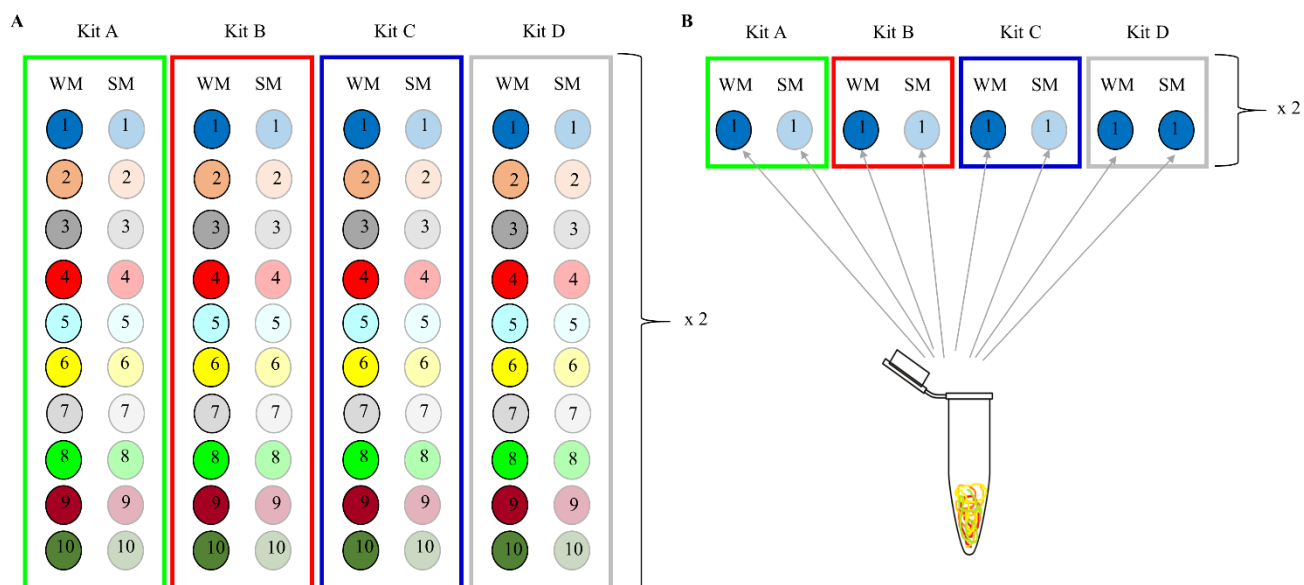 A
Kit A Kit B Kit C Kit D
WM SM WM SM WM SM WM SM
1 1 1 1 1 1 1 1
2 2 2 2 2 2 2 2
3 3 3 3 3 3 3 3
4 4 4 4 4 4 4 4
5 5 5 5 5 5 5 5
6 6 6 6 6 6 6 6
7 7 7 7 7 7 7 7
8 8 8 8 8 8 8 8
9 9 9 9 9 9 9 9
10 10 10 10 10 10 10 10
x 2
B
Kit A Kit B Kit C Kit D
WM SM WM SM WM SM WM SM
1 1 1 1 1 1 1 1
x 2